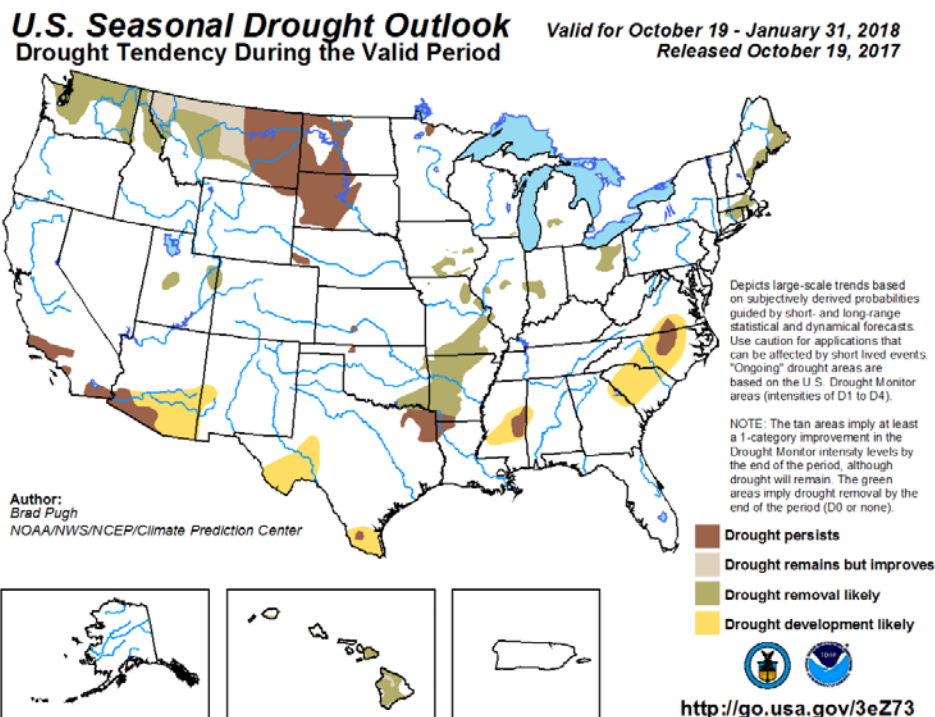 U.S. Seasonal Drought Outlook
Drought Tendency During the Valid Period
Valid for October 19 - January 31, 2018
Released October 19, 2017
Depicts large-scale trends based
on subjectively derived probabilities
guided by short- and long-range
statistical and dynamical forecasts.
Use caution for applications that
can be affected by short lived events.
"Ongoing" drought areas are
based on the U.S. Drought Monitor
areas (intensities of D1 to D4).
NOTE: The tan areas imply at least
a 1-category improvement in the
Drought Monitor intensity levels by
the end of the period, although
drought will remain. The green
areas imply drought removal by the
end of the period (D0 or none).
Author:
Brad Pugh
NOAA/NWS/NCEP/Climate Prediction Center
Drought persists
Drought remains but improves
Drought removal likely
Drought development likely
http://go.usa.gov/3eZ73